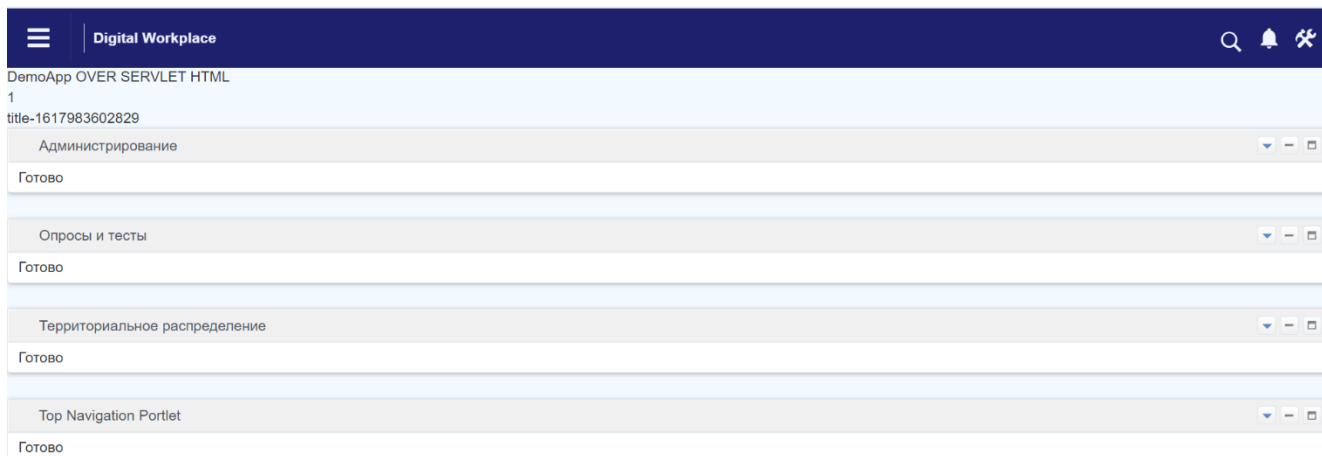 Digital Workplace
DemoApp OVER SERVLET HTML
1
title-1617983602829
Администрирование
Готово
Опросы и тесты
Готово
Территориальное распределение
Готово
Top Navigation Portlet
Готово